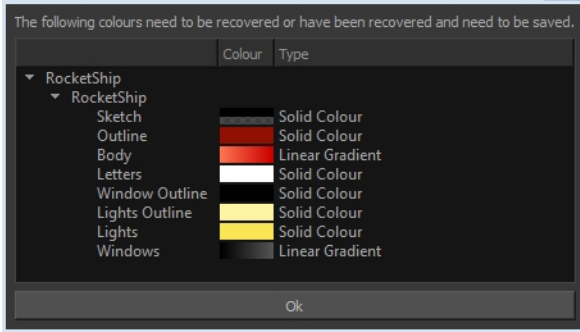 The following colours need to be recovered or have been recovered and need to be saved.
Colour Type
RocketShip
RocketShip
Sketch Solid Colour
Outline Solid Colour
Body Linear Gradient
Letters Solid Colour
Window Outline Solid Colour
Lights Outline Solid Colour
Lights Solid Colour
Windows Linear Gradient
Ok